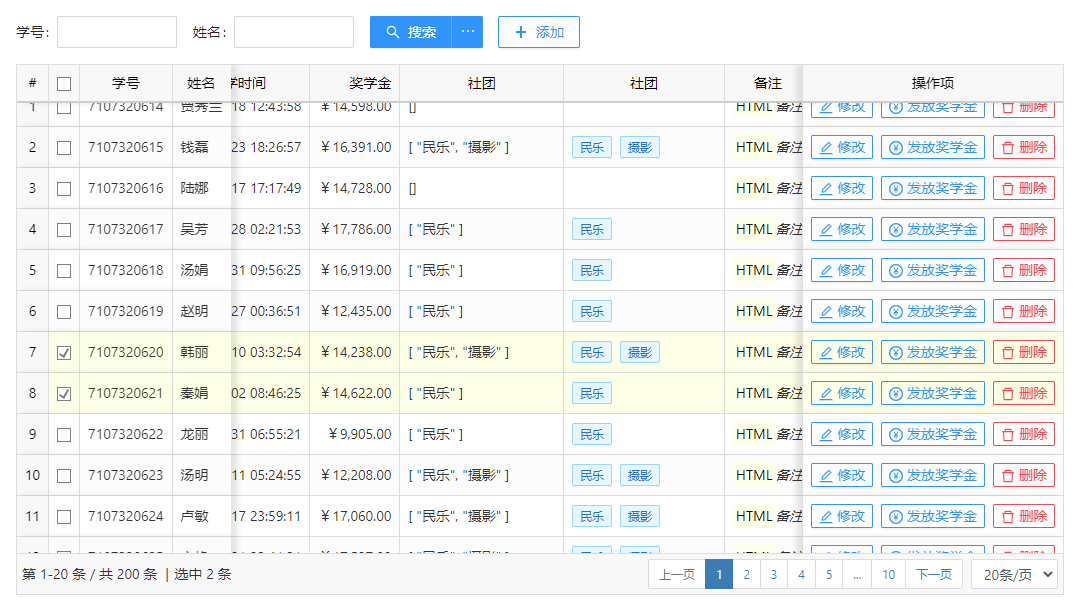 学号: 姓名: 搜索 ··· + 添加
# 学号 姓名 学时间 奖学金 社团 社团 备注 操作项
1 7107320614 贾秀兰 18 12:43:58 ¥14,598.00 [] HTML 备注 修改 发放奖学金 删除
2 7107320615 钱磊 23 18:26:57 ¥16,391.00 [ "民乐", "摄影" ] 民乐 摄影 HTML 备注 修改 发放奖学金 删除
3 7107320616 陆娜 17 17:17:49 ¥14,728.00 [] HTML 备注 修改 发放奖学金 删除
4 7107320617 吴芳 28 02:21:53 ¥17,786.00 [ "民乐" ] 民乐 HTML 备注 修改 发放奖学金 删除
5 7107320618 汤娟 31 09:56:25 ¥16,919.00 [ "民乐" ] 民乐 HTML 备注 修改 发放奖学金 删除
6 7107320619 赵明 27 00:36:51 ¥12,435.00 [ "民乐" ] 民乐 HTML 备注 修改 发放奖学金 删除
7 7107320620 韩丽 10 03:32:54 ¥14,238.00 [ "民乐", "摄影" ] 民乐 摄影 HTML 备注 修改 发放奖学金 删除
8 7107320621 秦娟 02 08:46:25 ¥14,622.00 [ "民乐" ] 民乐 HTML 备注 修改 发放奖学金 删除
9 7107320622 龙丽 31 06:55:21 ¥9,905.00 [ "民乐" ] 民乐 HTML 备注 修改 发放奖学金 删除
10 7107320623 汤明 11 05:24:55 ¥12,208.00 [ "民乐", "摄影" ] 民乐 摄影 HTML 备注 修改 发放奖学金 删除
11 7107320624 卢敏 17 23:59:11 ¥17,060.00 [ "民乐", "摄影" ] 民乐 摄影 HTML 备注 修改 发放奖学金 删除
第 1-20 条 / 共 200 条 | 选中 2 条 上一页 1 2 3 4 5 ... 10 下一页 20条/页